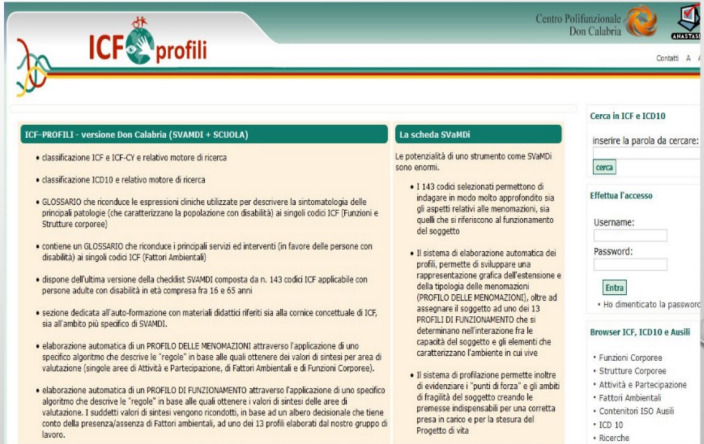 Centro Polifunzionale
Don Calabria
ANASTAS
ICF profili
Contatti A A
ICF-PROFILI - versione Don Calabria (SVAMDI + SCUOLA)
• classificazione ICF e ICF-CY e relativo motore di ricerca
• classificazione ICD10 e relativo motore di ricerca
• GLOSSARIO che riconduce le espressioni cliniche utilizzate per descrivere la sintomatologia delle
principali patologie (che caratterizzano la popolazione con disabilità) ai singoli codici ICF (Funzioni e
Strutture corporee)
• contiene un GLOSSARIO che riconduce i principali servizi ed interventi (in favore delle persone con
disabilità) ai singoli codici ICF (Fattori Ambientali)
• dispone dell'ultima versione della checklist SVAMDI composta da n. 143 codici ICF applicabile con
persone adulte con disabilità in età compresa fra 16 e 65 anni
• sezione dedicata all'auto-formazione con materiali didattici riferiti sia alla cornice concettuale di ICF,
sia all'ambito più specifico di SVAMDI.
• elaborazione automatica di un PROFILO DELLE MENOMAZIONI attraverso l'applicazione di uno
specifico algoritmo che descrive le "regole" in base alle quali ottenere dei valori di sintesi per area di
valutazione (singole aree di Attività e Partecipazione, di Fattori Ambientali e di Funzioni Corporee).
• elaborazione automatica di un PROFILO DI FUNZIONAMENTO attraverso l'applicazione di uno specifico
algoritmo che descrive le "regole" in base alle quali ottenere i valori di sintesi delle aree di
valutazione. I suddetti valori di sintesi vengono ricondotti, in base ad un albero decisionale che tiene
conto della presenza/assenza di Fattori ambientali, ad uno dei 13 profili elaborati dal nostro gruppo di
lavoro.
La scheda SVaMDi
Le potenzialità di uno strumento come SVaMDi
sono enormi.
• I 143 codici selezionati permettono di
indagare in modo molto approfondito sia
gli aspetti relativi alle menomazioni, sia
quelli che si riferiscono al funzionamento
del soggetto
• Il sistema di elaborazione automatica dei
profili, permette di sviluppare una
rappresentazione grafica dell'estensione e
della tipologia delle menomazioni
(PROFILO DELLE MENOMAZIONI), oltre ad
assegnare il soggetto ad uno dei 13
PROFILI DI FUNZIONAMENTO che si
determinano nell'interazione fra le
capacità del soggetto e gli elementi che
caratterizzano l'ambiente in cui vive
• Il sistema di profilazione permette inoltre
di evidenziare i "punti di forza" e gli ambiti
di fragilità del soggetto creando le
premesse indispensabili per una corretta
presa in carico e per la stesura del
Progetto di vita
Cerca in ICF e ICD10
inserire la parola da cercare:
cerca
Effettua l'accesso
Username:
Password:
Entra
• Ho dimenticato la password
Browser ICF, ICD10 e Ausili
• Funzioni Corporee
• Strutture Corporee
• Attività e Partecipazione
• Fattori Ambientali
• Contenitori ISO Ausili
• ICD 10
• Ricerche